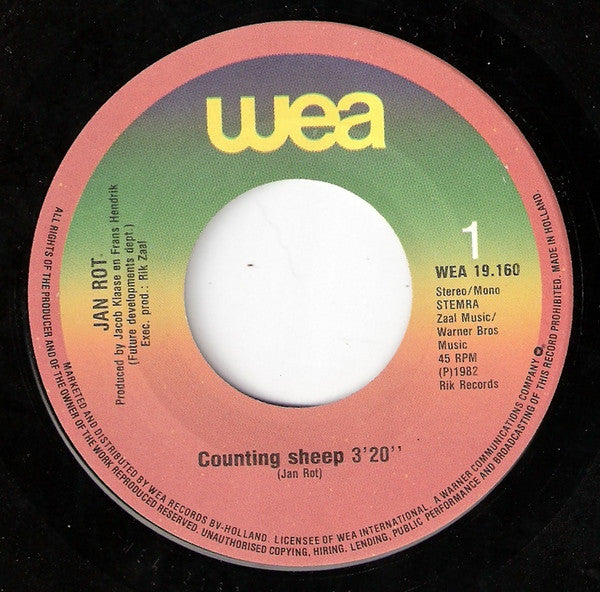 wea
JAN ROT
Produced by Jacob Klaase en Frans Hendrik
(Future developments dept.)
Exec. prod.: Rik Zaal
1
WEA 19.160
Stereo/Mono
STEMRA
Zaal Music/
Warner Bros
Music
45 RPM
(P)1982
Rik Records
Counting sheep 3'20''
(Jan Rot)
ALL RIGHTS OF THE PRODUCER AND OF THE OWNER OF THE WORK REPRODUCED RESERVED. UNAUTHORISED COPYING, HIRING, LENDING, PUBLIC PERFORMANCE AND BROADCASTING OF THIS RECORD PROHIBITED. MADE IN HOLLAND.
MARKETED AND DISTRIBUTED BY WEA RECORDS BV-HOLLAND. LICENSEE OF WEA INTERNATIONAL. A WARNER COMMUNICATIONS COMPANY